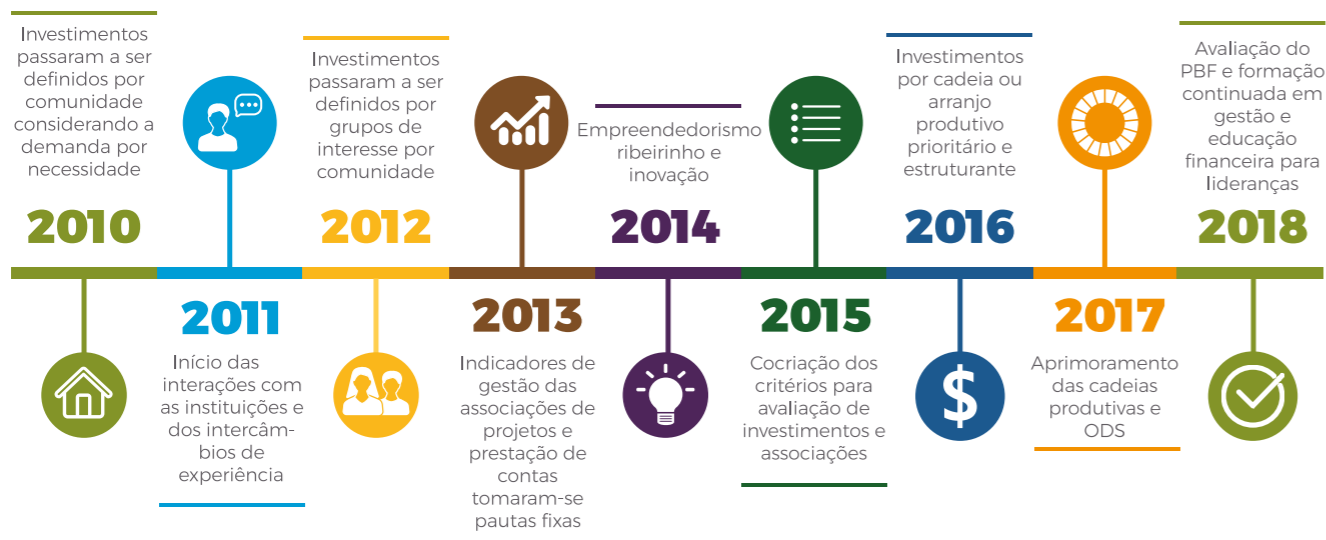 Investimentos
passaram a ser
definidos por
comunidade
considerando a
demanda por
necessidade
2010
2011
Início das
interações com
as instituições e
dos intercâm-
bios de
experiência
Investimentos
passaram a ser
definidos por
grupos de
interesse por
comunidade
2012
2013
Indicadores de
gestão das
associações de
projetos e
prestação de
contas
tomaram-se
pautas fixas
Empreendedorismo
ribeirinho e
inovação
2014
2015
Cocriação dos
critérios para
avaliação de
investimentos e
associações
Investimentos
por cadeia ou
arranjo
produtivo
prioritário e
estruturante
2016
$
2017
Aprimoramento
das cadeias
produtivas e
ODS
Avaliação do
PBF e formação
continuada em
gestão e
educação
financeira para
lideranças
2018